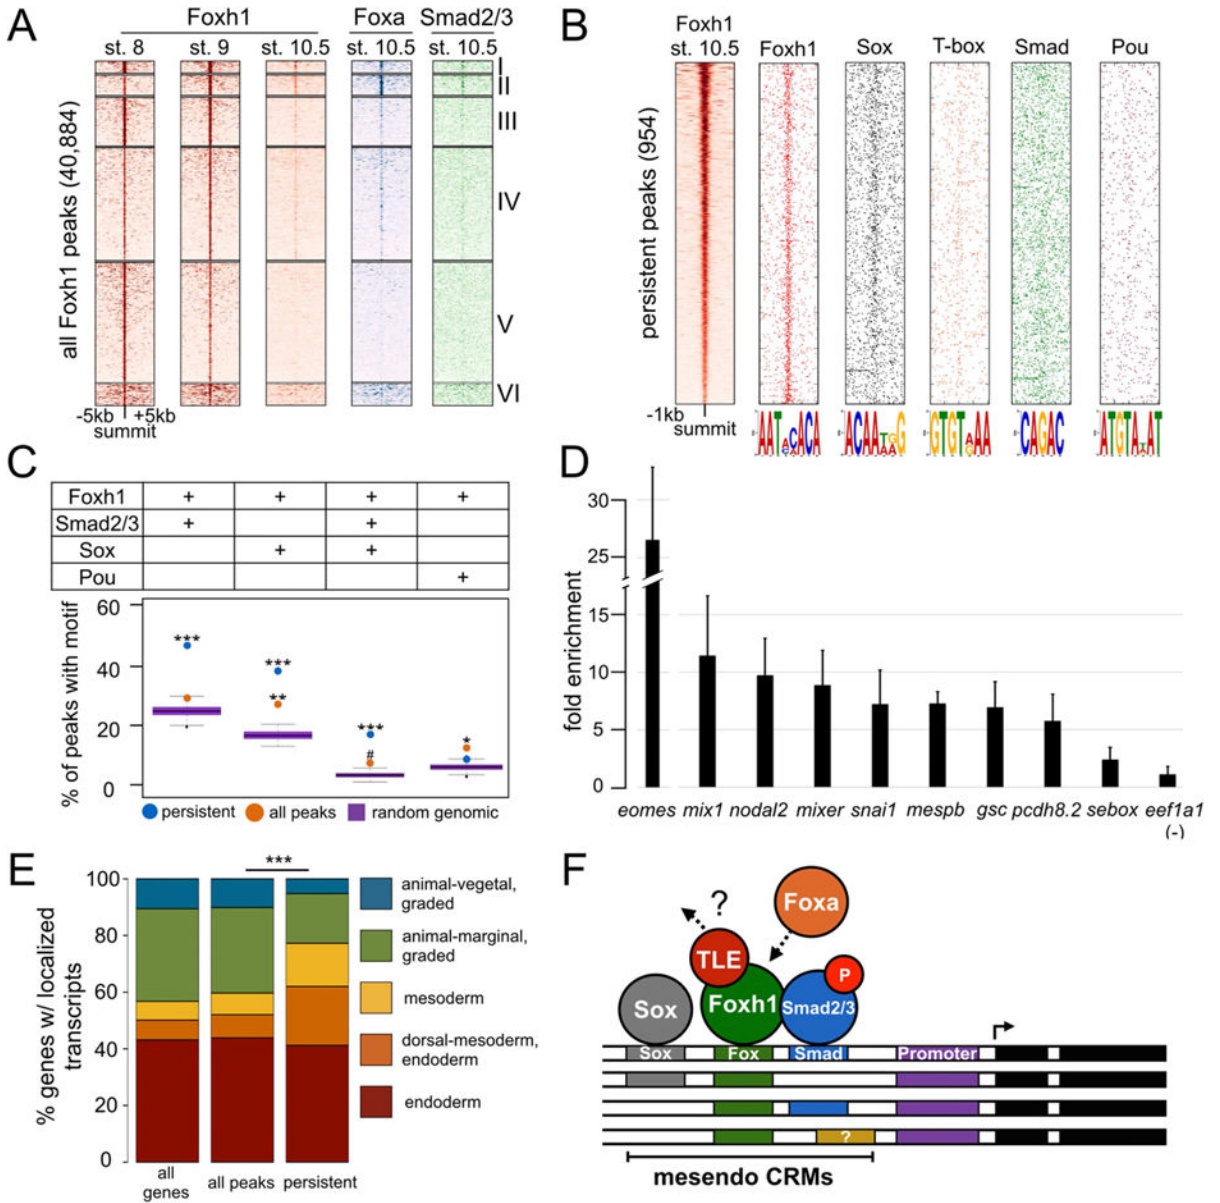 A
Foxh1
Foxa
Smad2/3
st. 8
st. 9
st. 10.5
st. 10.5
st. 10.5
all Foxh1 peaks (40,884)
I
II
III
IV
V
VI
-5kb
+5kb
summit
B
Foxh1
st. 10.5
Foxh1
Sox
T-box
Smad
Pou
persistent peaks (954)
-1kb
summit
CAGAC
C
Foxh1 + + + +
Smad2/3 + +
Sox + +
Pou +
% of peaks with motif
60
40
20
0
***
***
**
***
#
*
persistent
all peaks
random genomic
D
fold enrichment
30
25
15
10
5
0
eomes
mix1
nodal2
mixer
snai1
mespb
gsc
pcdh8.2
sebox
eef1a1
(-)
E
% genes w/ localized
transcripts
100
80
60
40
20
0
***
all
genes
all peaks
persistent
animal-vegetal,
graded
animal-marginal,
graded
mesoderm
dorsal-mesoderm,
endoderm
endoderm
F
?
Foxa
TLE
P
Sox
Foxh1
Smad2/3
Sox
Fox
Smad
Promoter
?
mesendo CRMs